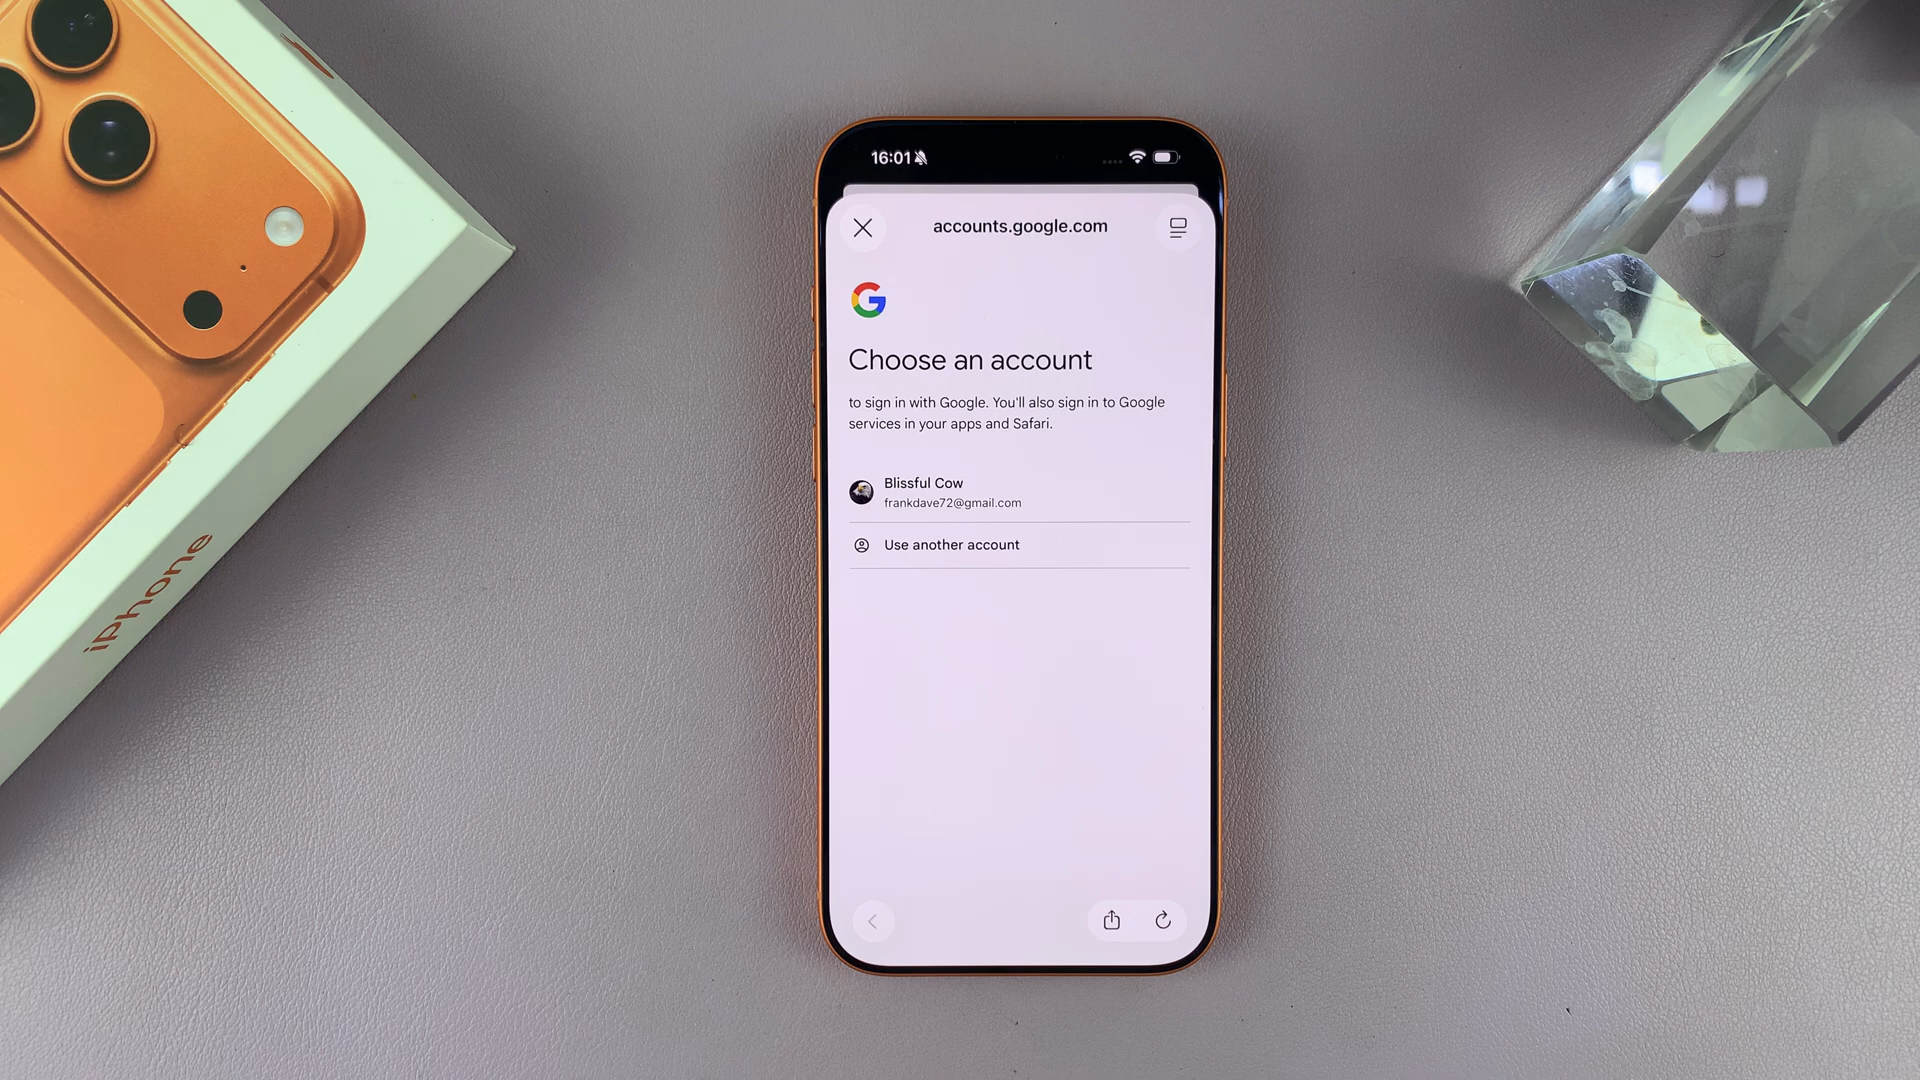 iPhone
16:01
accounts.google.com
Choose an account
to sign in with Google. You'll also sign in to Google
services in your apps and Safari.
Blissful Cow
frankdave72@gmail.com
Use another account